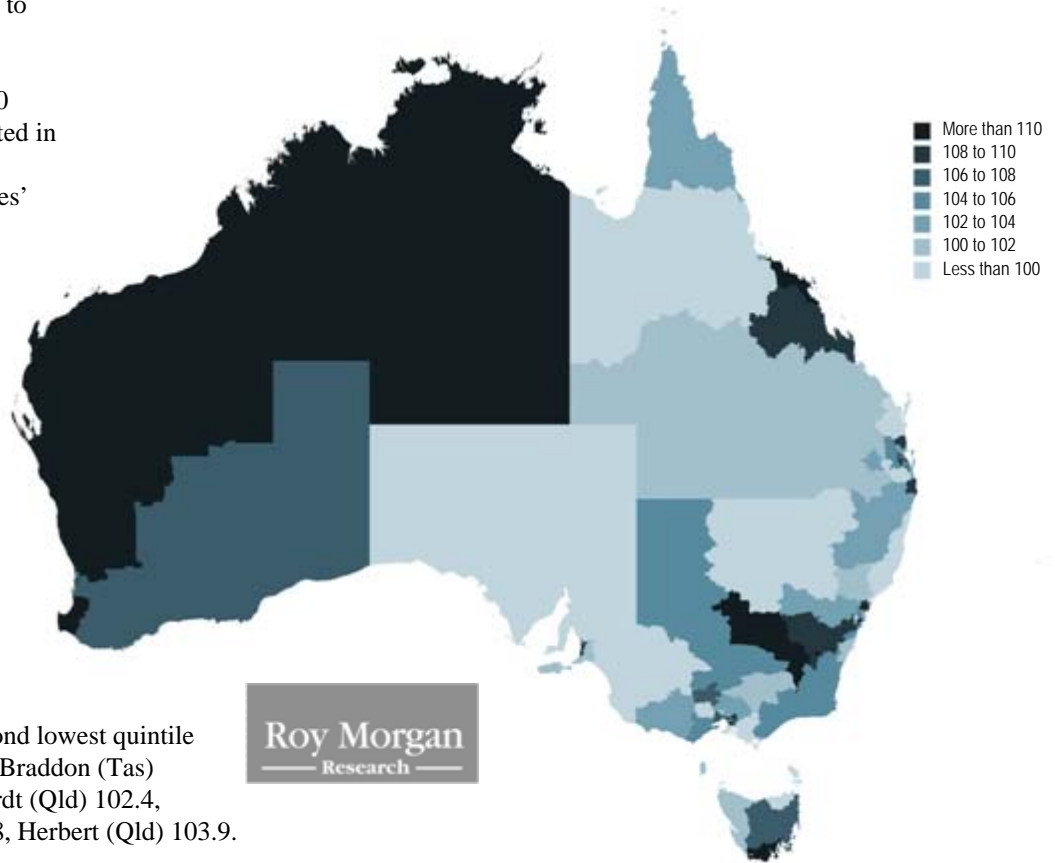 to
0
ted in
es’
More than 110
108 to 110
106 to 108
104 to 106
102 to 104
100 to 102
Less than 100
ond lowest quintile
Braddon (Tas)
rdt (Qld) 102.4,
8, Herbert (Qld) 103.9.
Roy Morgan
Research